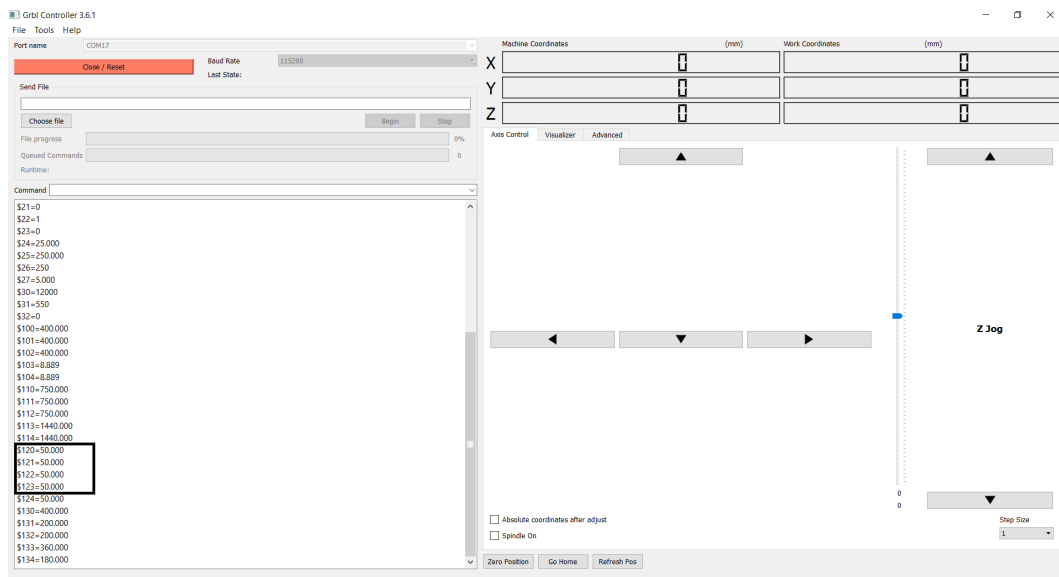 Grbl Controller 3.6.1
File Tools Help
Port name COM17
Close / Reset
Baud Rate 115200
Last State:
Send File
Choose file Begin Stop
File progress 0%
Queued Commands 0
Runtime:
Command
$21=0
$22=1
$23=0
$24=25.000
$25=250.000
$26=250
$27=5.000
$30=12000
$31=550
$32=0
$100=400.000
$101=400.000
$102=400.000
$103=8.889
$104=8.889
$110=750.000
$111=750.000
$112=750.000
$113=1440.000
$114=1440.000
$120=50.000
$121=50.000
$122=50.000
$123=50.000
$124=50.000
$130=400.000
$131=200.000
$132=200.000
$133=360.000
$134=180.000
Machine Coordinates (mm) Work Coordinates (mm)
X 0 0
Y 0 0
Z 0 0
Axis Control Visualizer Advanced
Z Jog
0
0
Absolute coordinates after adjust
Spindle On
Step Size
1
Zero Position Go Home Refresh Pos